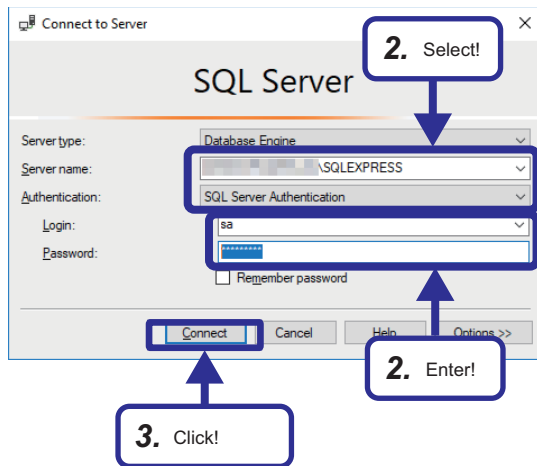 Connect to Server
2. Select!
SQL Server
Server type: Database Engine
Server name: \SQLEXPRESS
Authentication: SQL Server Authentication
Login: sa
Password: *********
Remember password
Connect Cancel Help Options >>
2. Enter!
3. Click!